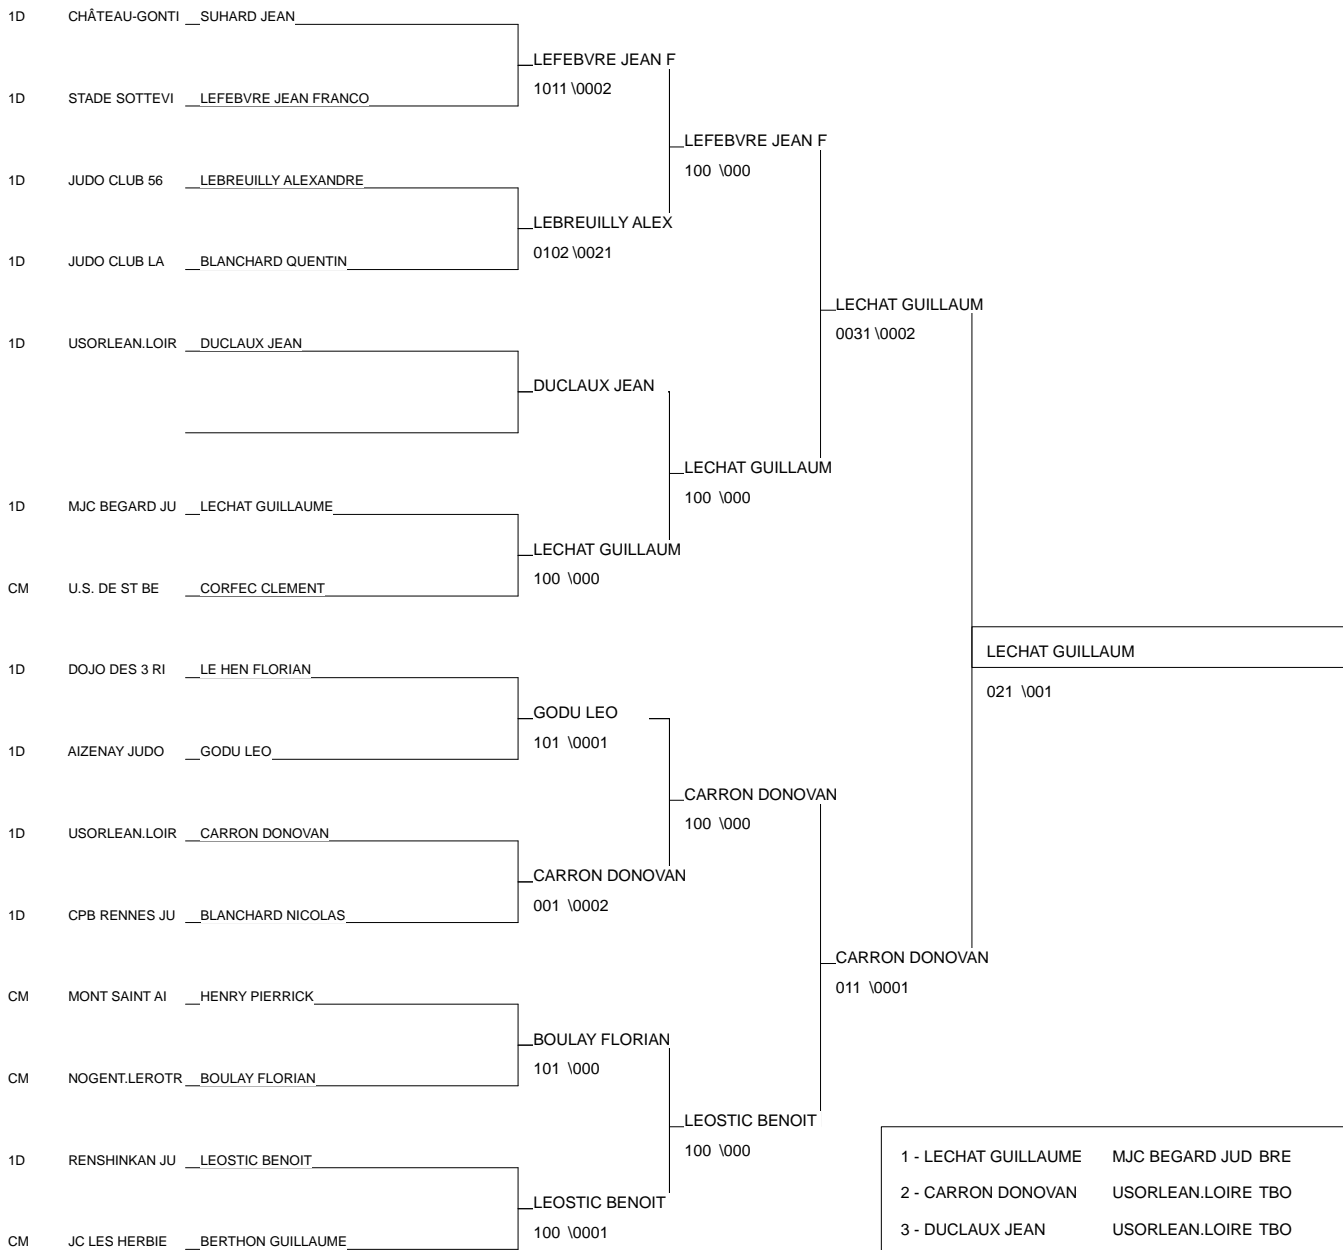 1D CHÂTEAU-GONTI SUHARD JEAN
LEFEBVRE JEAN F
1011 \0002
1D STADE SOTTEVI LEFEBVRE JEAN FRANCO
LEFEBVRE JEAN F
100 \000
1D JUDO CLUB 56 LEBREUILLY ALEXANDRE
LEBREUILLY ALEX
0102 \0021
1D JUDO CLUB LA BLANCHARD QUENTIN
LECHAT GUILLAUM
0031 \0002
1D USORLEAN.LOIR DUCLAUX JEAN
DUCLAUX JEAN
LECHAT GUILLAUM
100 \000
1D MJC BEGARD JU LECHAT GUILLAUME
LECHAT GUILLAUM
100 \000
CM U.S. DE ST BE CORFEC CLEMENT
LECHAT GUILLAUM
021 \001
1D DOJO DES 3 RI LE HEN FLORIAN
GODU LEO
101 \0001
1D AIZENAY JUDO GODU LEO
CARRON DONOVAN
100 \000
1D USORLEAN.LOIR CARRON DONOVAN
CARRON DONOVAN
001 \0002
1D CPB RENNES JU BLANCHARD NICOLAS
CARRON DONOVAN
011 \0001
CM MONT SAINT AI HENRY PIERRICK
BOULAY FLORIAN
101 \000
CM NOGENT.LEROTR BOULAY FLORIAN
LEOSTIC BENOIT
100 \000
1D RENSHINKAN JU LEOSTIC BENOIT
LEOSTIC BENOIT
100 \0001
CM JC LES HERBIE BERTHON GUILLAUME
1 - LECHAT GUILLAUME MJC BEGARD JUD BRE
2 - CARRON DONOVAN USORLEAN.LOIRE TBO
3 - DUCLAUX JEAN USORLEAN.LOIRE TBO